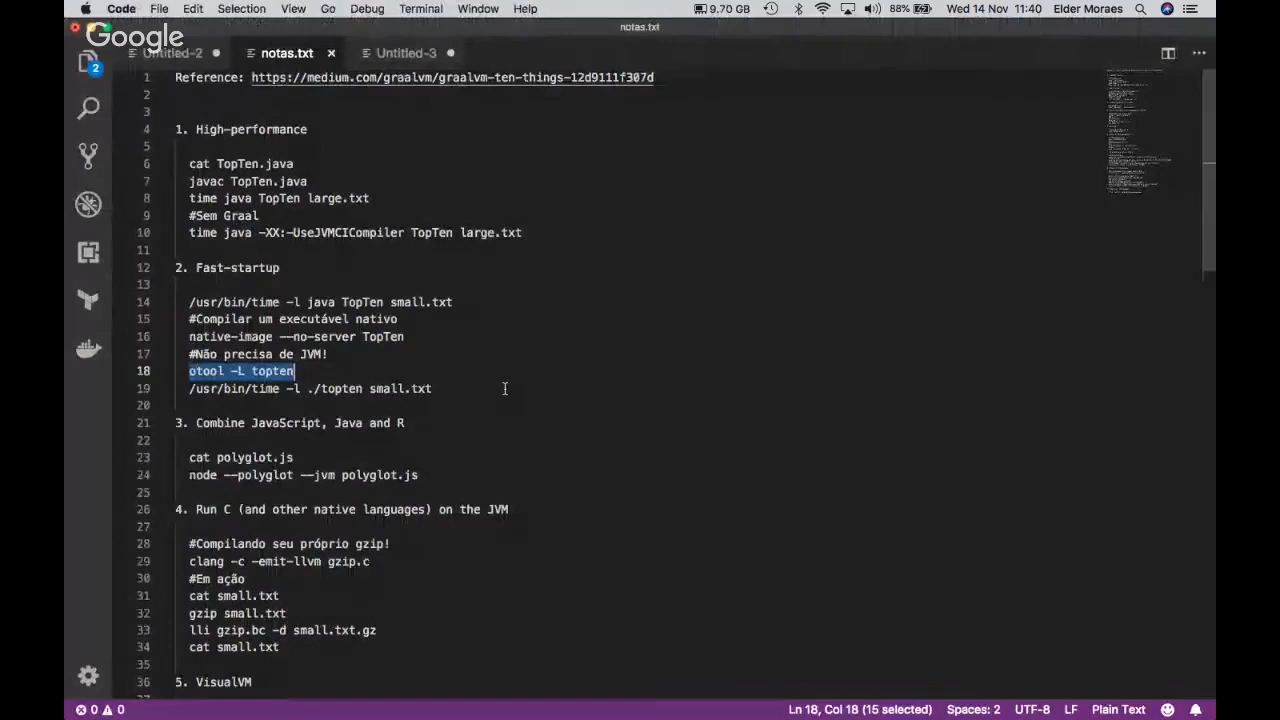 Code File Edit Selection View Go Debug Terminal Window Help 9.70 GB 88% Wed 14 Nov 11:40 Elder Moraes
notas.txt
Google
Untitled-2 notas.txt Untitled-3
2
1 Reference: https://medium.com/graalvm/graalvm-ten-things-12d9111f307d
2
3
4 1. High-performance
5
6 cat TopTen.java
7 javac TopTen.java
8 time java TopTen large.txt
9 #Sem Graal
10 time java -XX:-UseJVMCICompiler TopTen large.txt
11
12 2. Fast-startup
13
14 /usr/bin/time -l java TopTen small.txt
15 #Compilar um executável nativo
16 native-image --no-server TopTen
17 #Não precisa de JVM!
18 otool -L topten
19 /usr/bin/time -l ./topten small.txt
20
21 3. Combine JavaScript, Java and R
22
23 cat polyglot.js
24 node --polyglot --jvm polyglot.js
25
26 4. Run C (and other native languages) on the JVM
27
28 #Compilando seu próprio gzip!
29 clang -c -emit-llvm gzip.c
30 #Em ação
31 cat small.txt
32 gzip small.txt
33 lli gzip.bc -d small.txt.gz
34 cat small.txt
35
36 5. VisualVM
0 0 Ln 18, Col 18 (15 selected) Spaces: 2 UTF-8 LF Plain Text